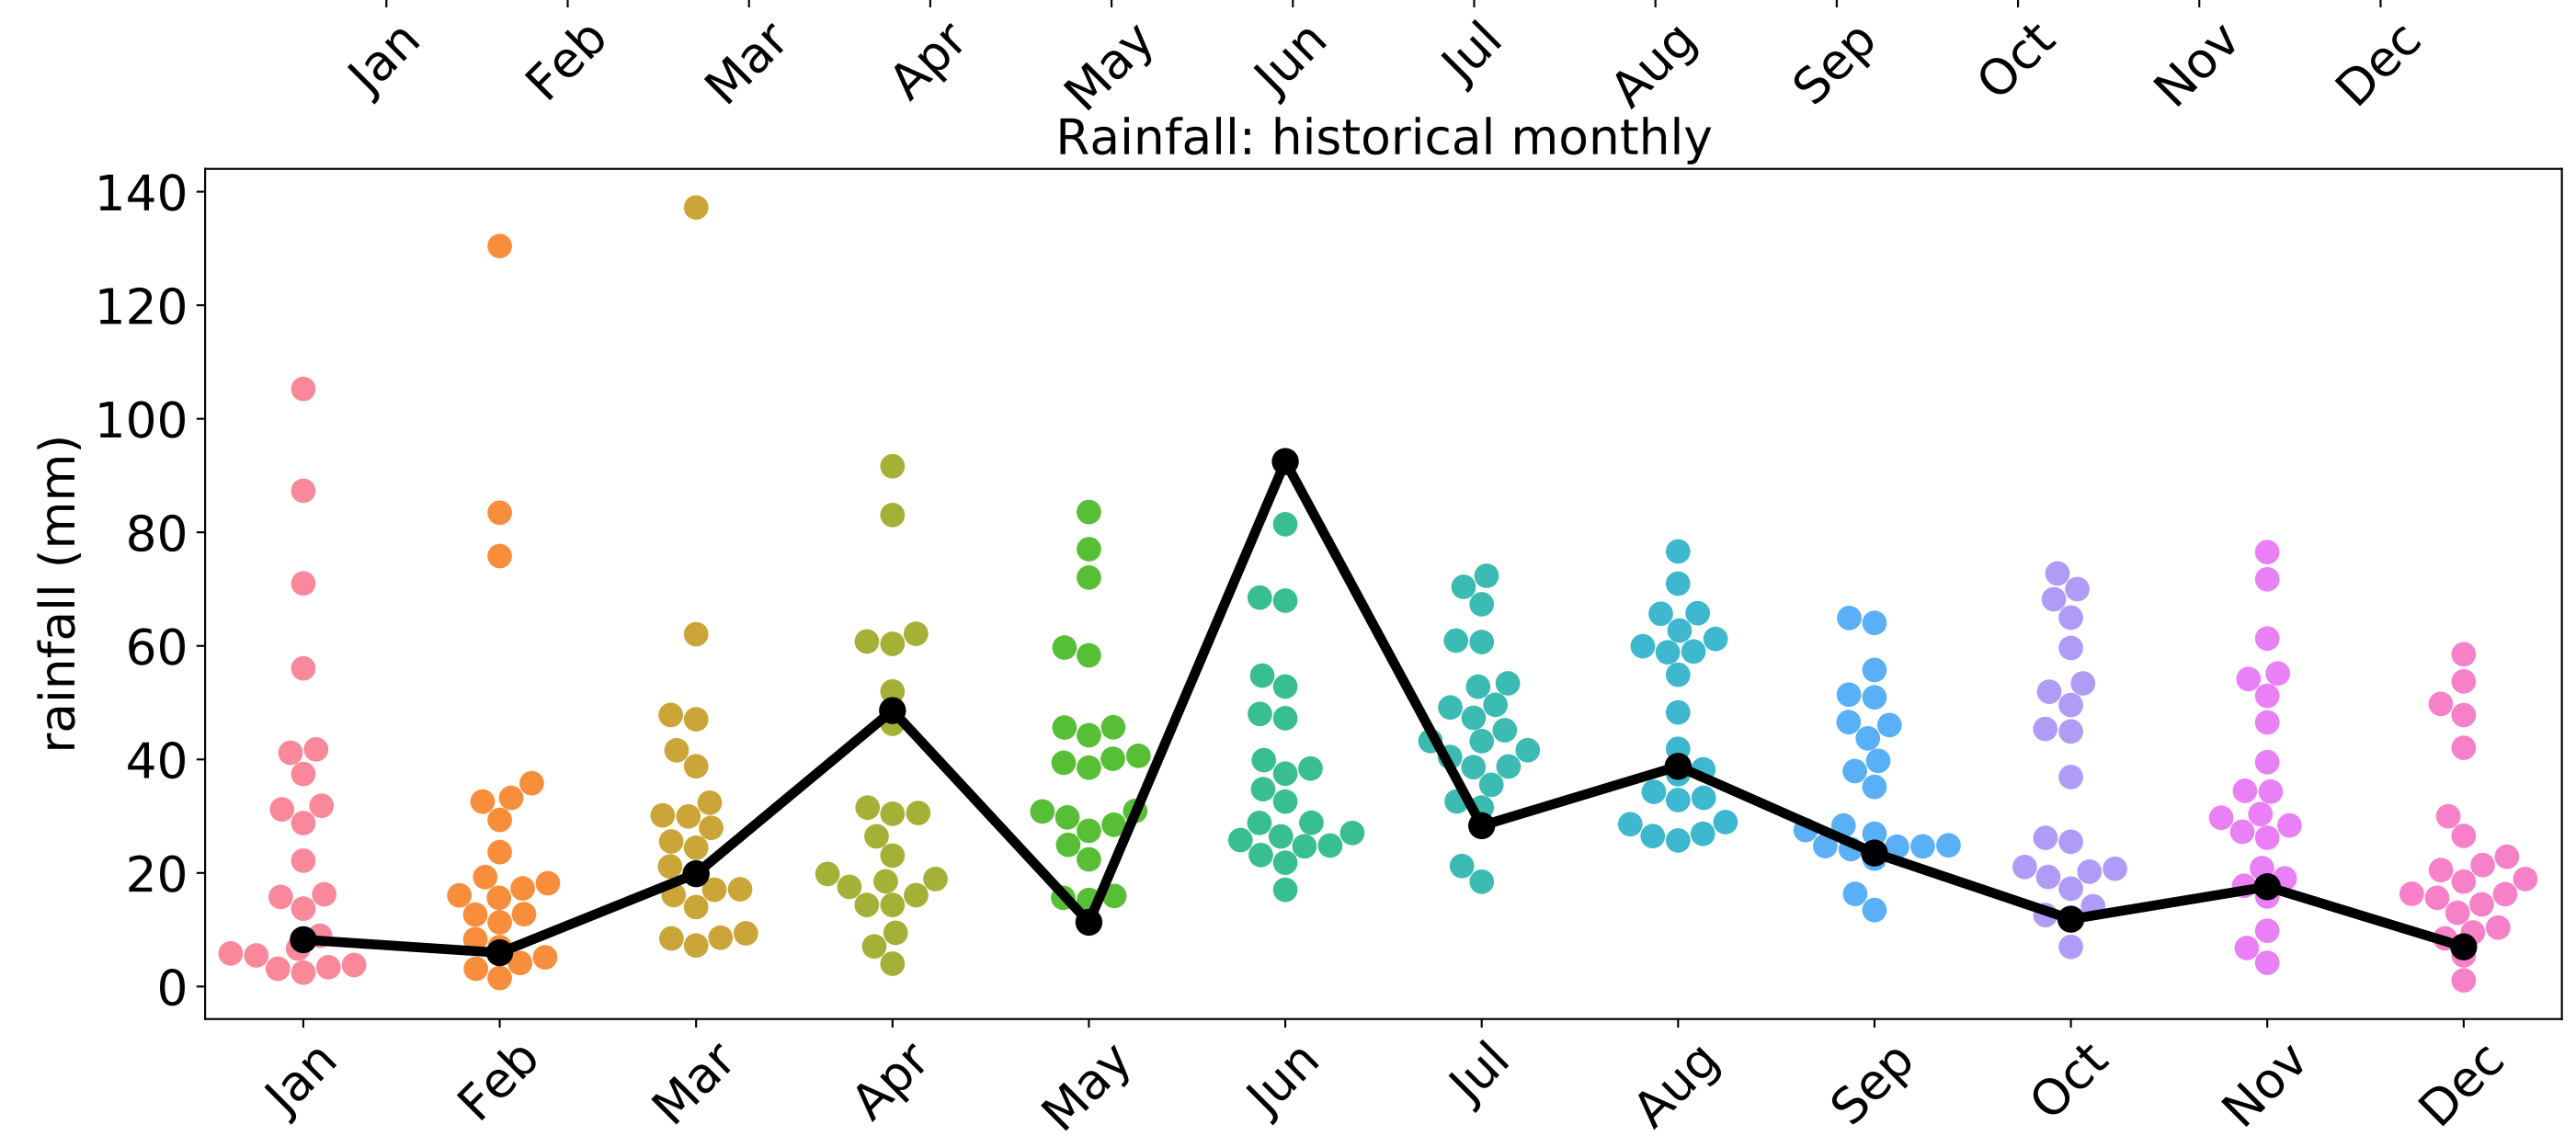 Jan Feb Mar Apr May Jun Jul Aug Sep Oct Nov Dec
Rainfall: historical monthly
140
120
100
80
60
40
20
0
rainfall (mm)
Jan Feb Mar Apr May Jun Jul Aug Sep Oct Nov Dec